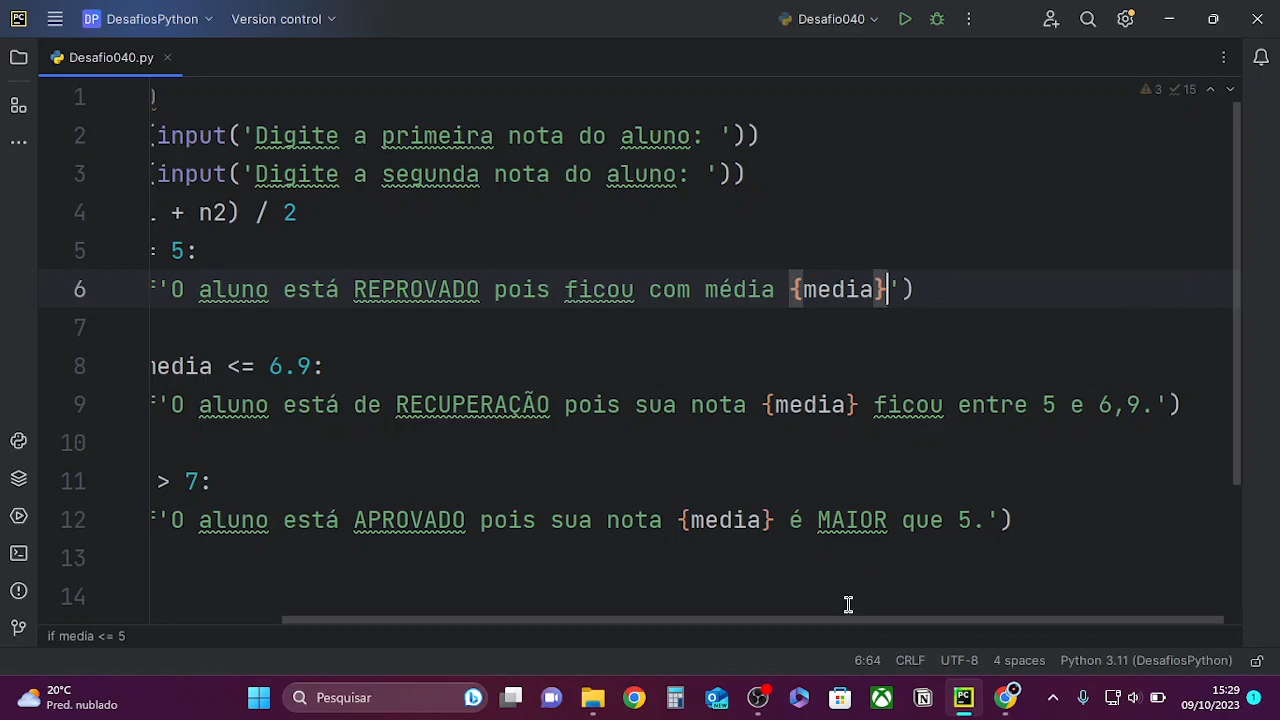 PC DP DesafiosPython Version control Desafio040
Desafio040.py
3 15
1 )
2 (input('Digite a primeira nota do aluno: '))
3 (input('Digite a segunda nota do aluno: '))
4 + n2) / 2
5 = 5:
6 f'O aluno está REPROVADO pois ficou com média {media}')
7
8 media <= 6.9:
9 f'O aluno está de RECUPERAÇÃO pois sua nota {media} ficou entre 5 e 6,9.')
10
11 > 7:
12 f'O aluno está APROVADO pois sua nota {media} é MAIOR que 5.')
13
14
if media <= 5
6:64 CRLF UTF-8 4 spaces Python 3.11 (DesafiosPython)
20°C
Pred. nublado
Pesquisar
NEW
PC
15:29
09/10/2023
1